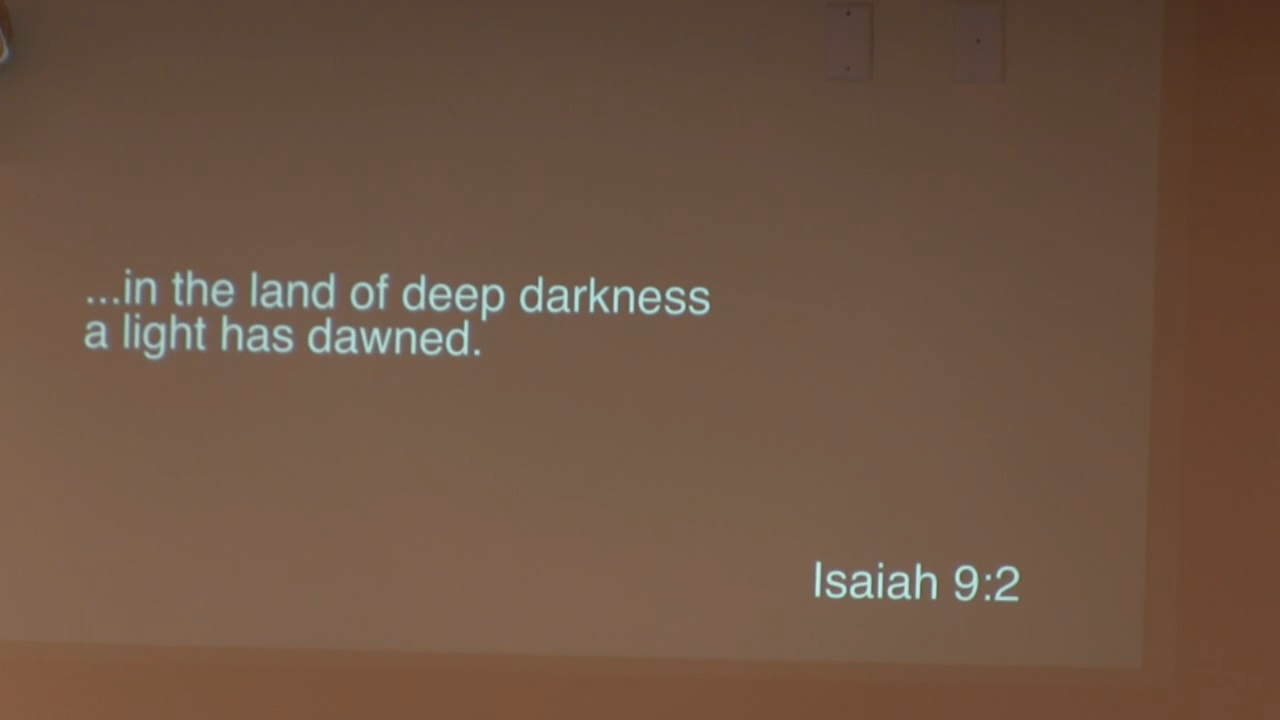 ...in the land of deep darkness
a light has dawned.
Isaiah 9:2